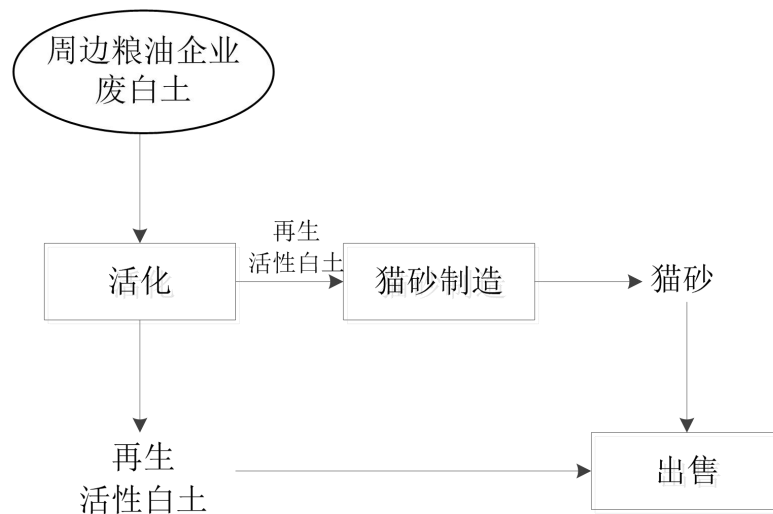 周边粮油企业
废白土
再生
活性白土
活化
猫砂制造
猫砂
再生
活性白土
出售